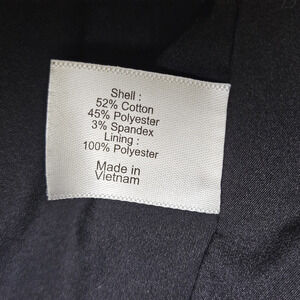 Shell :
52% Cotton
45% Polyester
3% Spandex
Lining :
100% Polyester
Made in
Vietnam